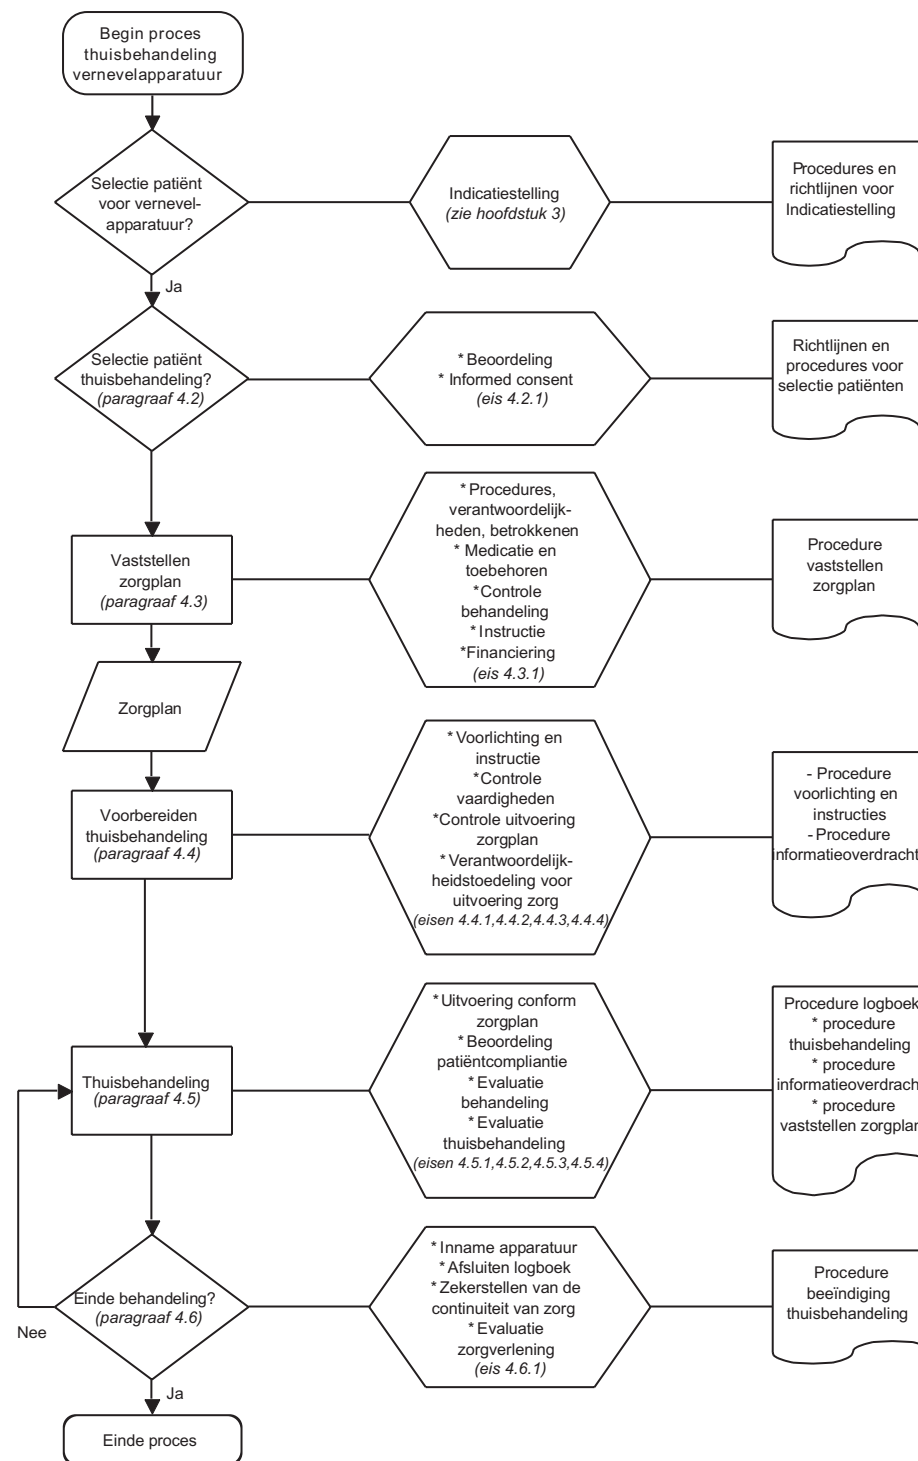 Begin proces
thuisbehandeling
vernevelapparatuur
Selectie patiënt
voor vernevel-
apparatuur?
Indicatiestelling
(zie hoofdstuk 3)
Procedures en
richtlijnen voor
Indicatiestelling
Ja
Selectie patiënt
thuisbehandeling?
(paragraaf 4.2)
* Beoordeling
* Informed consent
(eis 4.2.1)
Richtlijnen en
procedures voor
selectie patiënten
Vaststellen
zorgplan
(paragraaf 4.3)
* Procedures,
verantwoordelijk-
heden, betrokkenen
* Medicatie en
toebehoren
*Controle
behandeling
* Instructie
*Financiering
(eis 4.3.1)
Procedure
vaststellen
zorgplan
Zorgplan
Voorbereiden
thuisbehandeling
(paragraaf 4.4)
* Voorlichting en
instructie
*Controle
vaardigheden
*Controle uitvoering
zorgplan
* Verantwoordelijk-
heidstoedeling voor
uitvoering zorg
(eisen 4.4.1,4.4.2,4.4.3,4.4.4)
- Procedure
voorlichting en
instructies
- Procedure
informatieoverdracht
Thuisbehandeling
(paragraaf 4.5)
* Uitvoering conform
zorgplan
* Beoordeling
patiëntcompliantie
* Evaluatie
behandeling
* Evaluatie
thuisbehandeling
(eisen 4.5.1,4.5.2,4.5.3,4.5.4)
Procedure logboek
* procedure
thuisbehandeling
* procedure
informatieoverdrach
* procedure
vaststellen zorgplan
Einde behandeling?
(paragraaf 4.6)
Nee
* Inname apparatuur
* Afsluiten logboek
* Zekerstellen van de
continuiteit van zorg
* Evaluatie
zorgverlening
(eis 4.6.1)
Procedure
beeïndiging
thuisbehandeling
Ja
Einde proces